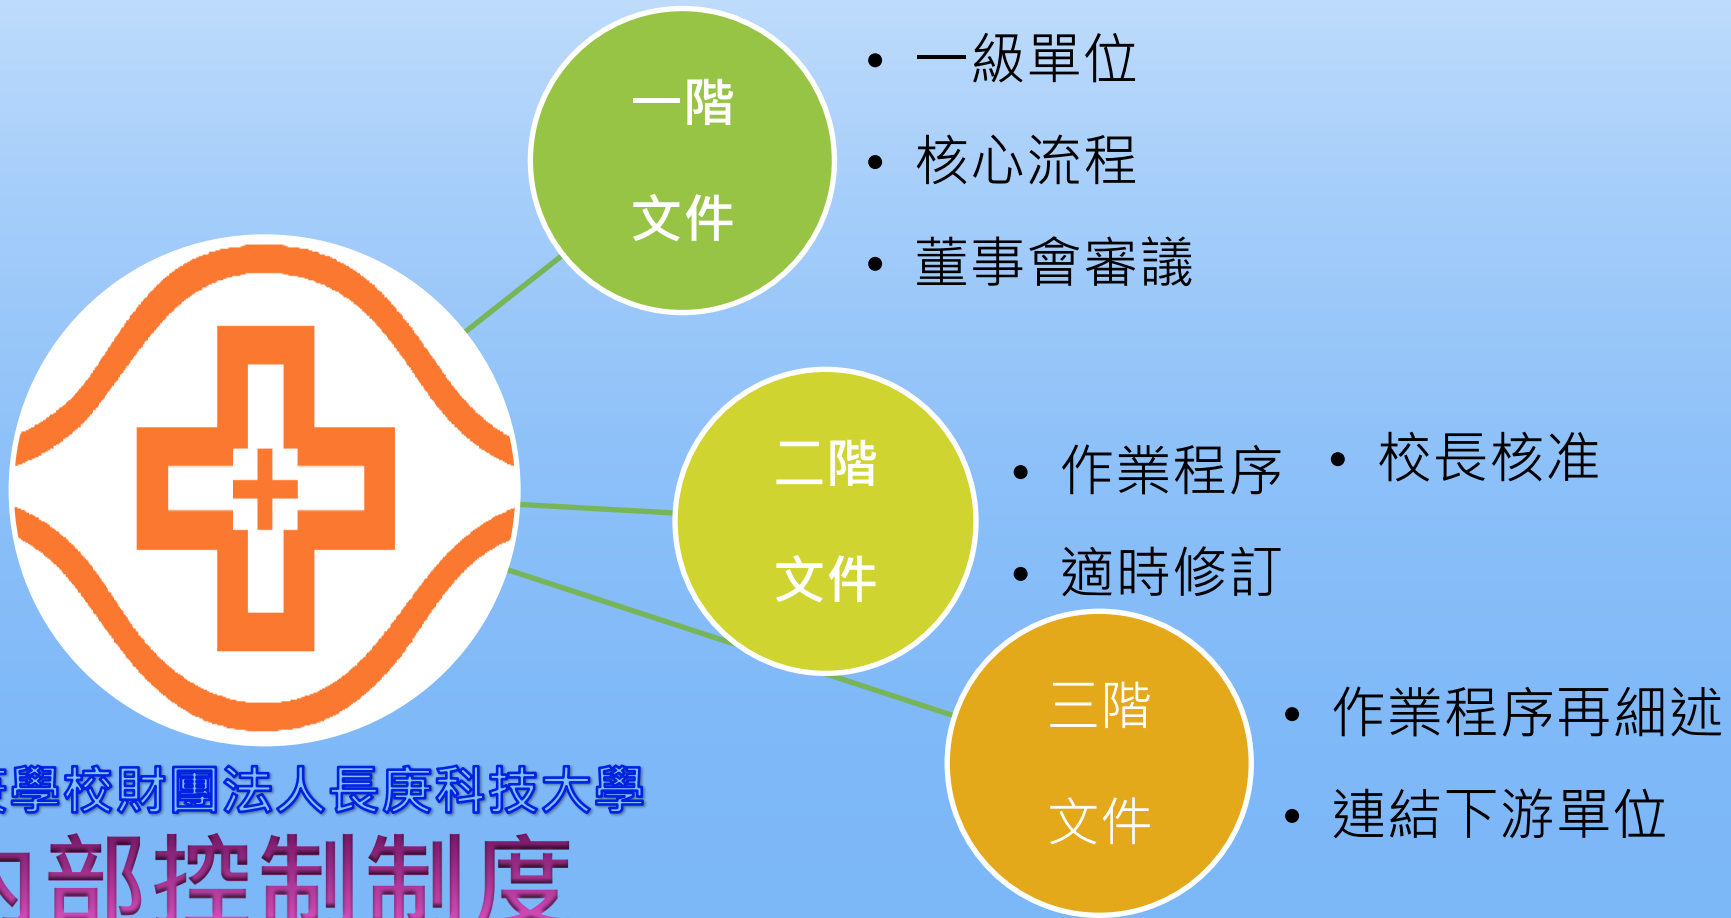 一階
文件
• 一級單位
• 核心流程
• 董事會審議
二階
文件
• 作業程序
• 適時修訂
• 校長核准
三階
文件
• 作業程序再細述
• 連結下游單位
學校財團法人長庚科技大學
內部控制制度